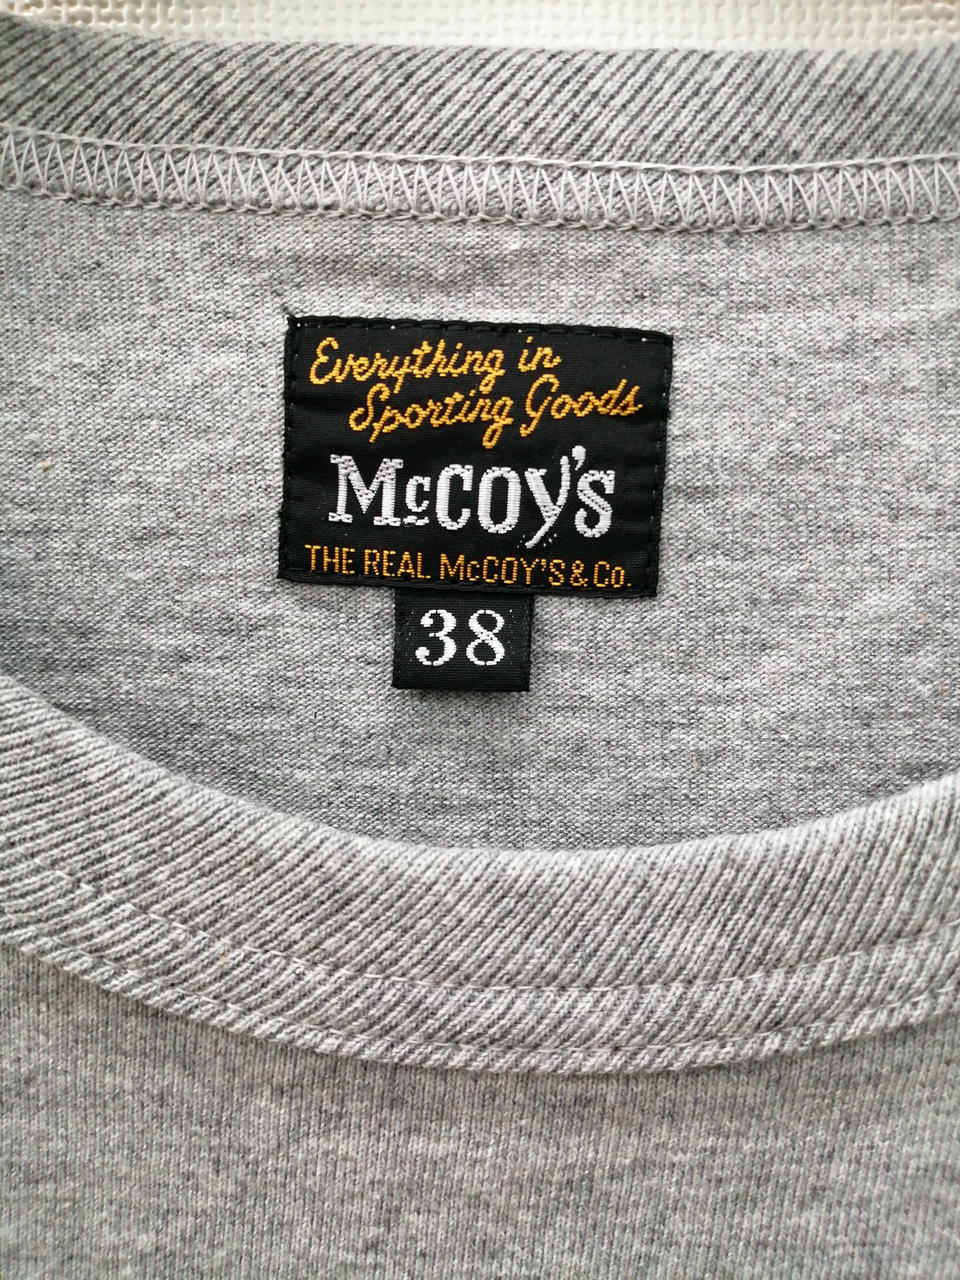 Everything in
Sporting Goods
McCOY'S
THE REAL McCOY'S & Co.
38